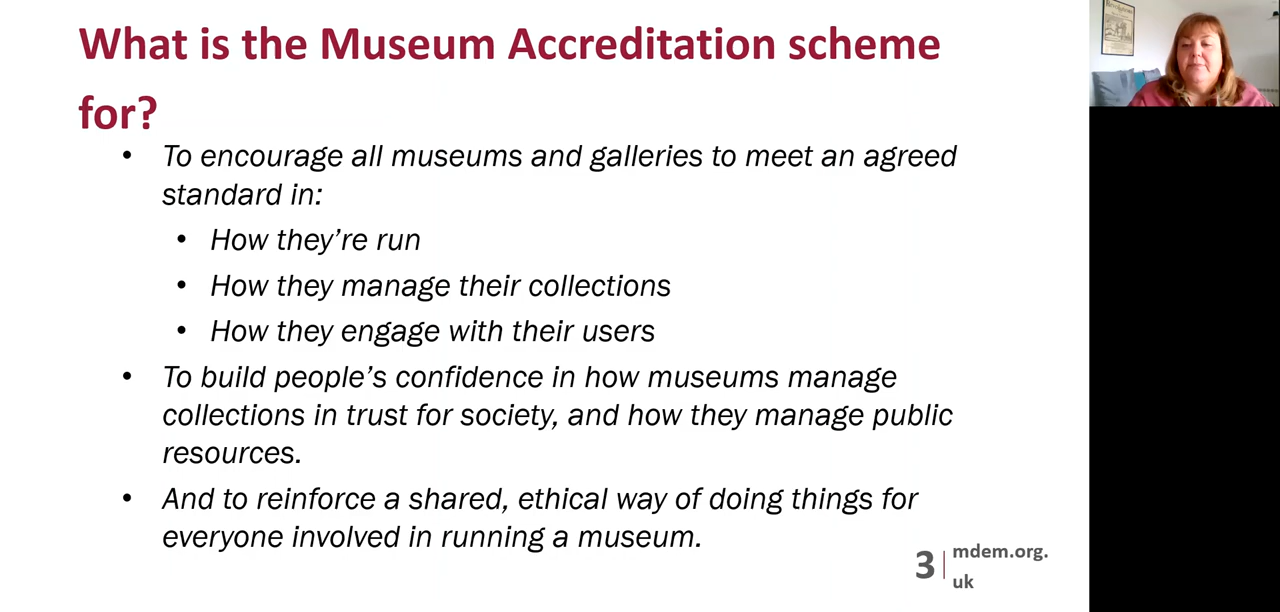 What is the Museum Accreditation scheme
for?
• To encourage all museums and galleries to meet an agreed
standard in:
• How they’re run
• How they manage their collections
• How they engage with their users
• To build people’s confidence in how museums manage
collections in trust for society, and how they manage public
resources.
• And to reinforce a shared, ethical way of doing things for
everyone involved in running a museum.
3
mdem.org.
uk